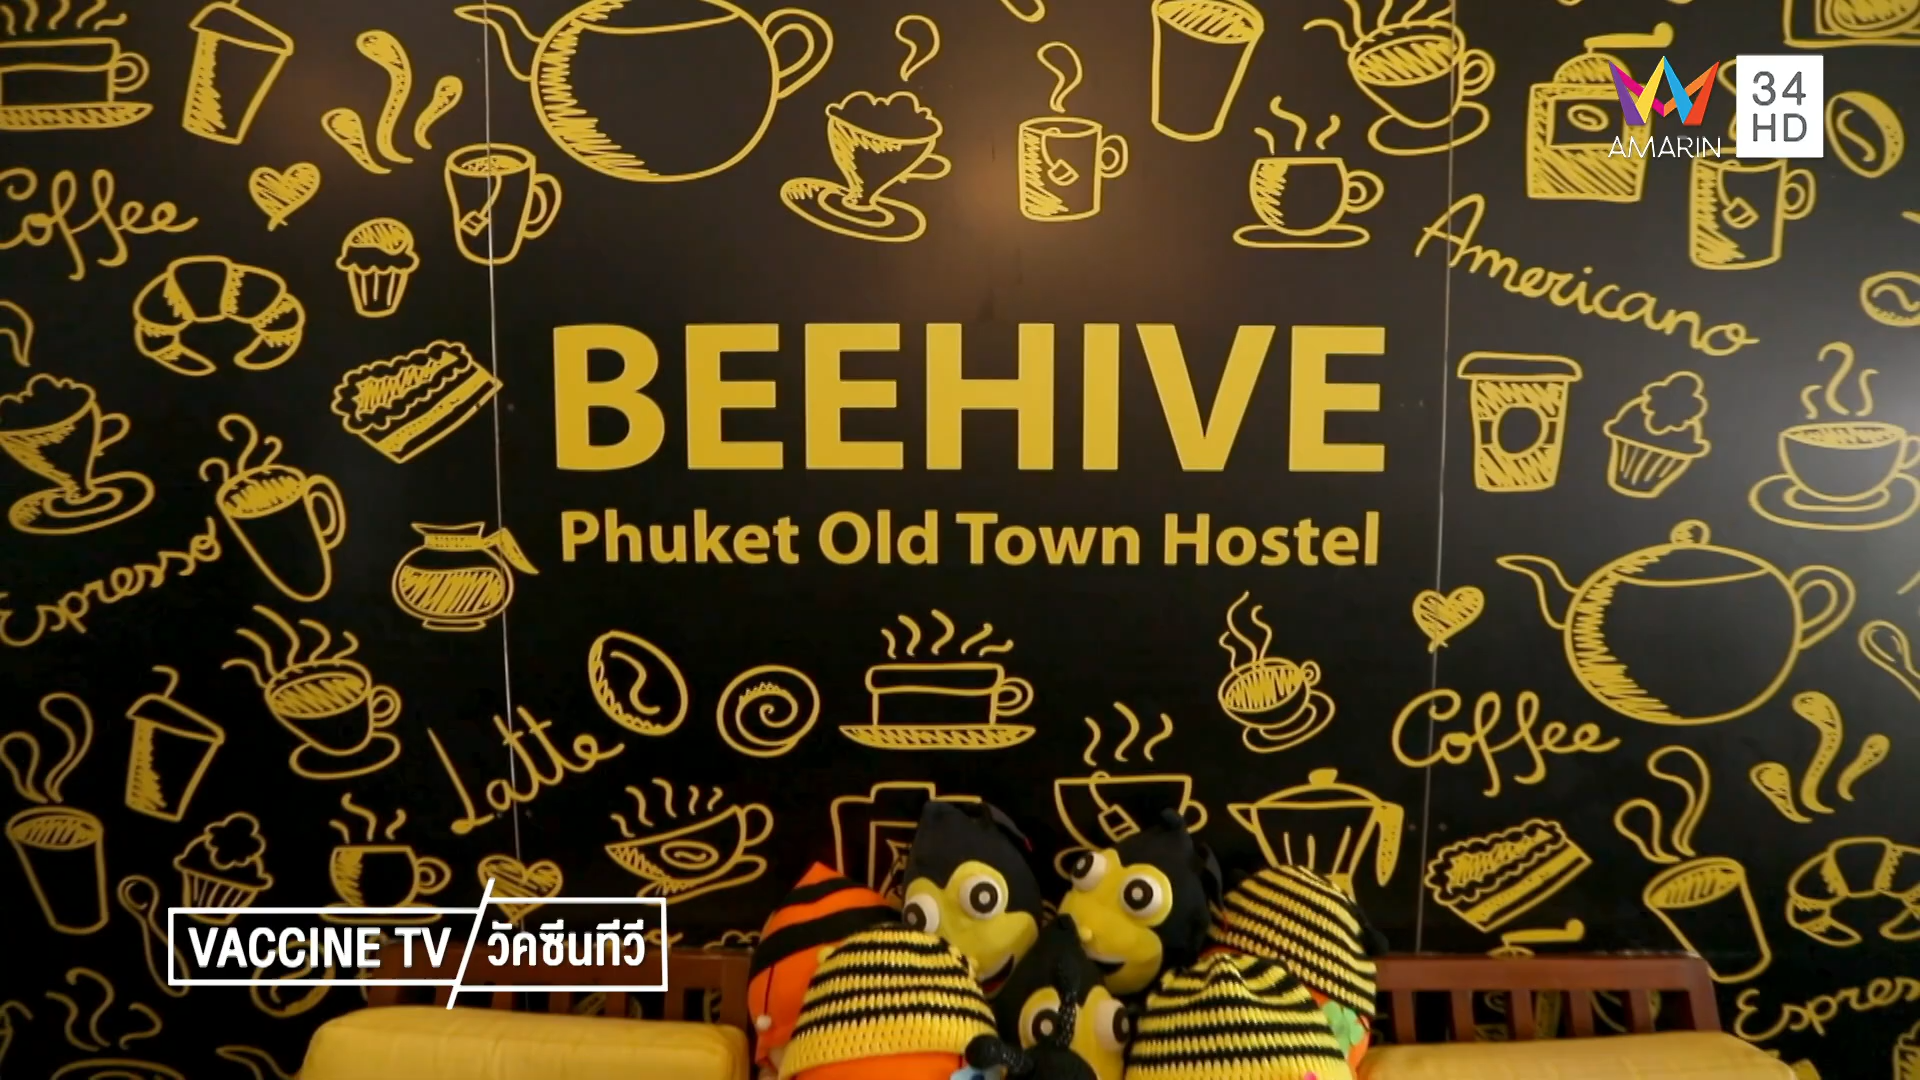 34
HD
AMARIN
Coffee
Americano
BEEHIVE
Phuket Old Town Hostel
Espresso
Latte
Coffee
VACCINE TV วัคซีนทีวี